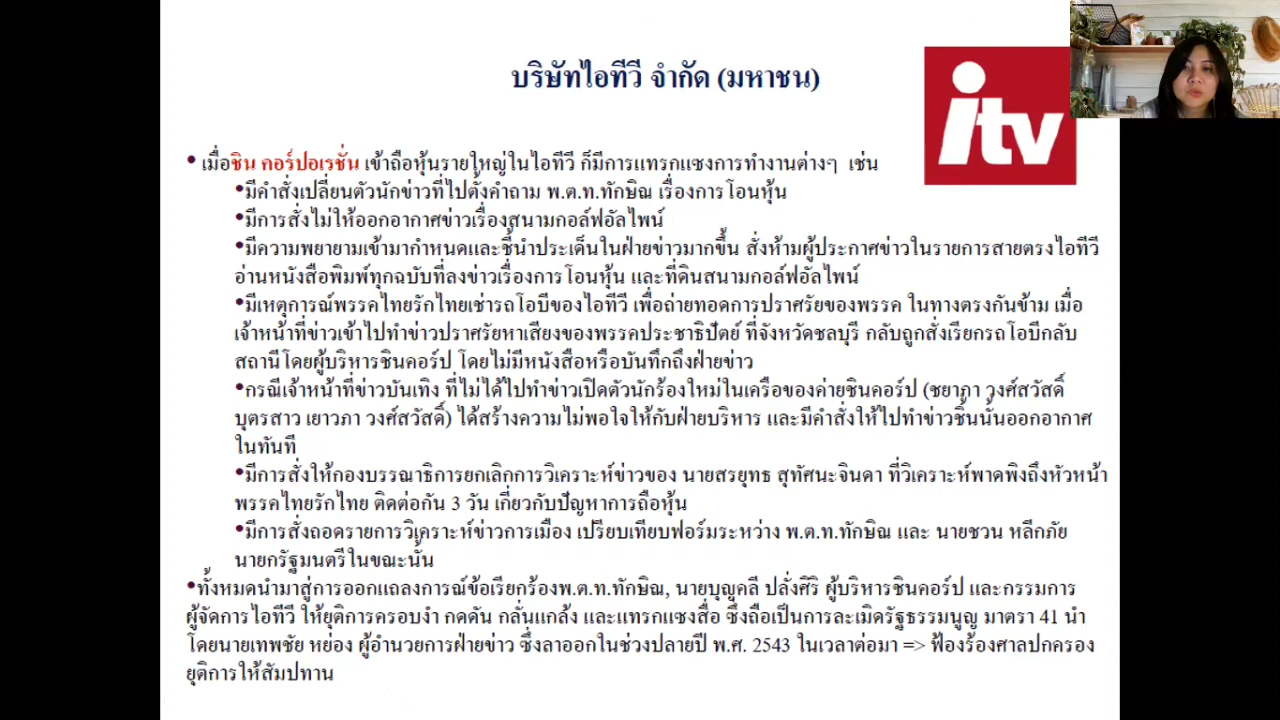 บริษัทไอทีวี จำกัด (มหาชน)
itv
•เมื่อชิน คอร์ปอเรชั่น เข้าถือหุ้นรายใหญ่ในไอทีวี ก็มีการแทรกแซงการทำงานต่างๆ เช่น
•มีคำสั่งเปลี่ยนตัวนักข่าวที่ไปตั้งคำถาม พ.ต.ท.ทักษิณ เรื่องการโอนหุ้น
•มีการสั่งไม่ให้ออกอากาศข่าวเรื่องสนามกอล์ฟอัลไพน์
•มีความพยายามเข้ามากำหนดและชี้นำประเด็นในฝ่ายข่าวมากขึ้น สั่งห้ามผู้ประกาศข่าวในรายการสายตรงไอทีวี
อ่านหนังสือพิมพ์ทุกฉบับที่ลงข่าวเรื่องการโอนหุ้น และที่ดินสนามกอล์ฟอัลไพน์
•มีเหตุการณ์พรรคไทยรักไทยเช่ารถโอบีของไอทีวี เพื่อถ่ายทอดการปราศรัยของพรรค ในทางตรงกันข้าม เมื่อ
เจ้าหน้าที่ข่าวเข้าไปทำข่าวปราศรัยหาเสียงของพรรคประชาธิปัตย์ ที่จังหวัดชลบุรี กลับถูกสั่งเรียกรถโอบีกลับ
สถานีโดยผู้บริหารชินคอร์ป โดยไม่มีหนังสือหรือบันทึกถึงฝ่ายข่าว
•กรณีเจ้าหน้าที่ข่าวบันเทิง ที่ไม่ได้ไปทำข่าวเปิดตัวนักร้องใหม่ในเครือของค่ายชินคอร์ป (ชยาภา วงศ์สวัสดิ์
บุตรสาว เยาวภา วงศ์สวัสดิ์) ได้สร้างความไม่พอใจให้กับฝ่ายบริหาร และมีคำสั่งให้ไปทำข่าวชิ้นนั้นออกอากาศ
ในทันที
•มีการสั่งให้กองบรรณาธิการยกเลิกการวิเคราะห์ข่าวของ นายสรยุทธ สุทัศนะจินดา ที่วิเคราะห์พาดพิงถึงหัวหน้า
พรรคไทยรักไทย ติดต่อกัน 3 วัน เกี่ยวกับปัญหาการถือหุ้น
•มีการสั่งถอดรายการวิเคราะห์ข่าวการเมือง เปรียบเทียบฟอร์มระหว่าง พ.ต.ท.ทักษิณ และ นายชวน หลีกภัย
นายกรัฐมนตรีในขณะนั้น
•ทั้งหมดนำมาสู่การออกแถลงการณ์ข้อเรียกร้องพ.ต.ท.ทักษิณ, นายบุญคลี ปลั่งศิริ ผู้บริหารชินคอร์ป และกรรมการ
ผู้จัดการไอทีวี ให้ยุติการครอบงำ กดดัน กลั่นแกล้ง และแทรกแซงสื่อ ซึ่งถือเป็นการละเมิดรัฐธรรมนูญ มาตรา 41 นำ
โดยนายเทพชัย หย่อง ผู้อำนวยการฝ่ายข่าว ซึ่งลาออกในช่วงปลายปี พ.ศ. 2543 ในเวลาต่อมา => ฟ้องร้องศาลปกครอง
ยุติการให้สัมปทาน